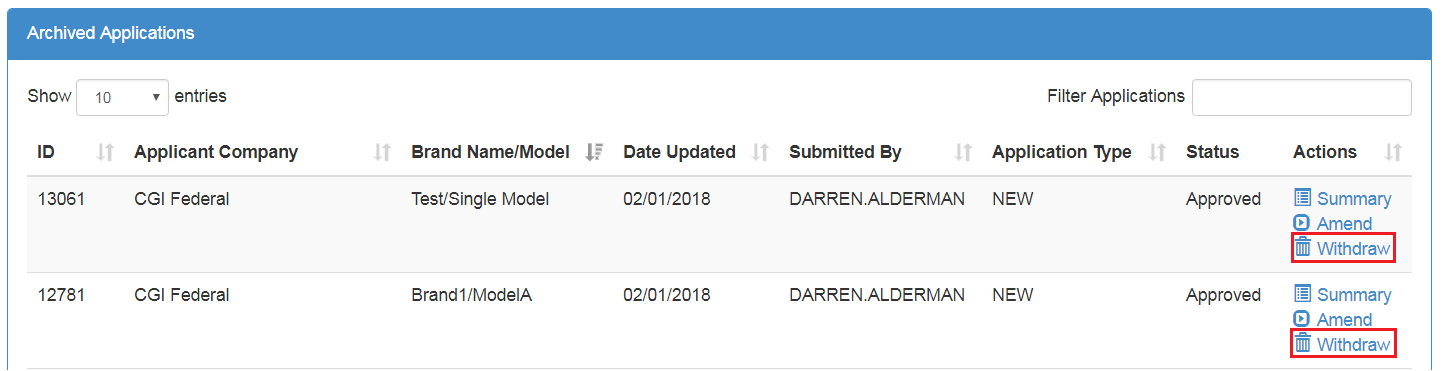 Archived Applications
Show 10 entries Filter Applications
ID Applicant Company Brand Name/Model Date Updated Submitted By Application Type Status Actions
13061 CGI Federal Test/Single Model 02/01/2018 DARREN.ALDERMAN NEW Approved Summary
Amend
Withdraw
12781 CGI Federal Brand1/ModelA 02/01/2018 DARREN.ALDERMAN NEW Approved Summary
Amend
Withdraw